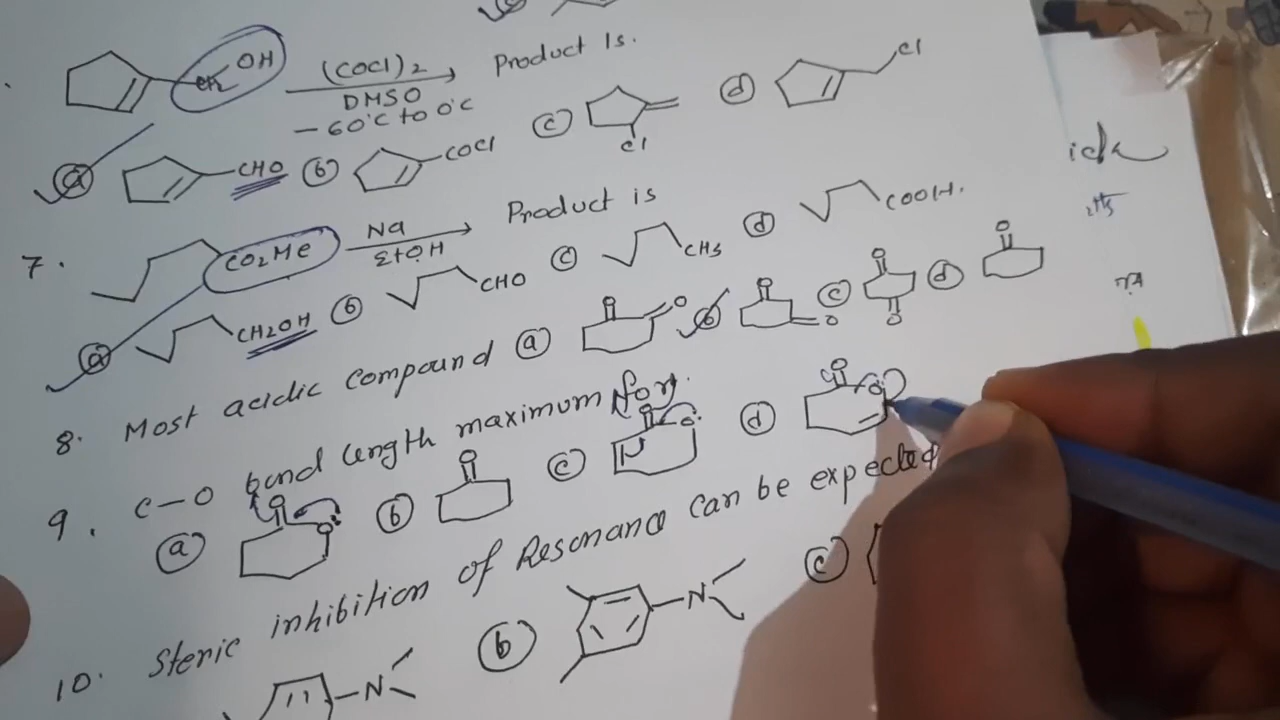 OH
CH2
(COCl)2
DMSO
-60°C to 0°C
Product Is.
a CHO b COCl c Cl d Cl
7. CO2Me Na
EtOH
Product is
a CH2OH b CHO c CH3 d COOH.
8. Most acidic compound a O O b O O c O O d O
9. C-O bond length maximum for.
a O O b O c O O d O O
10. Steric inhibition of Resonance can be expected
N b N c